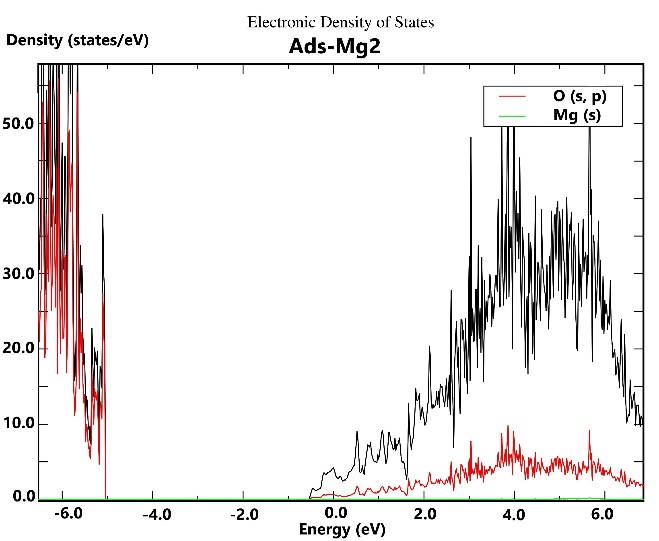 Electronic Density of States
Density (states/eV)
Ads-Mg2
O (s, p)
Mg (s)
50.0
40.0
30.0
20.0
10.0
0.0
-6.0 -4.0 -2.0 0.0 2.0 4.0 6.0
Energy (eV)